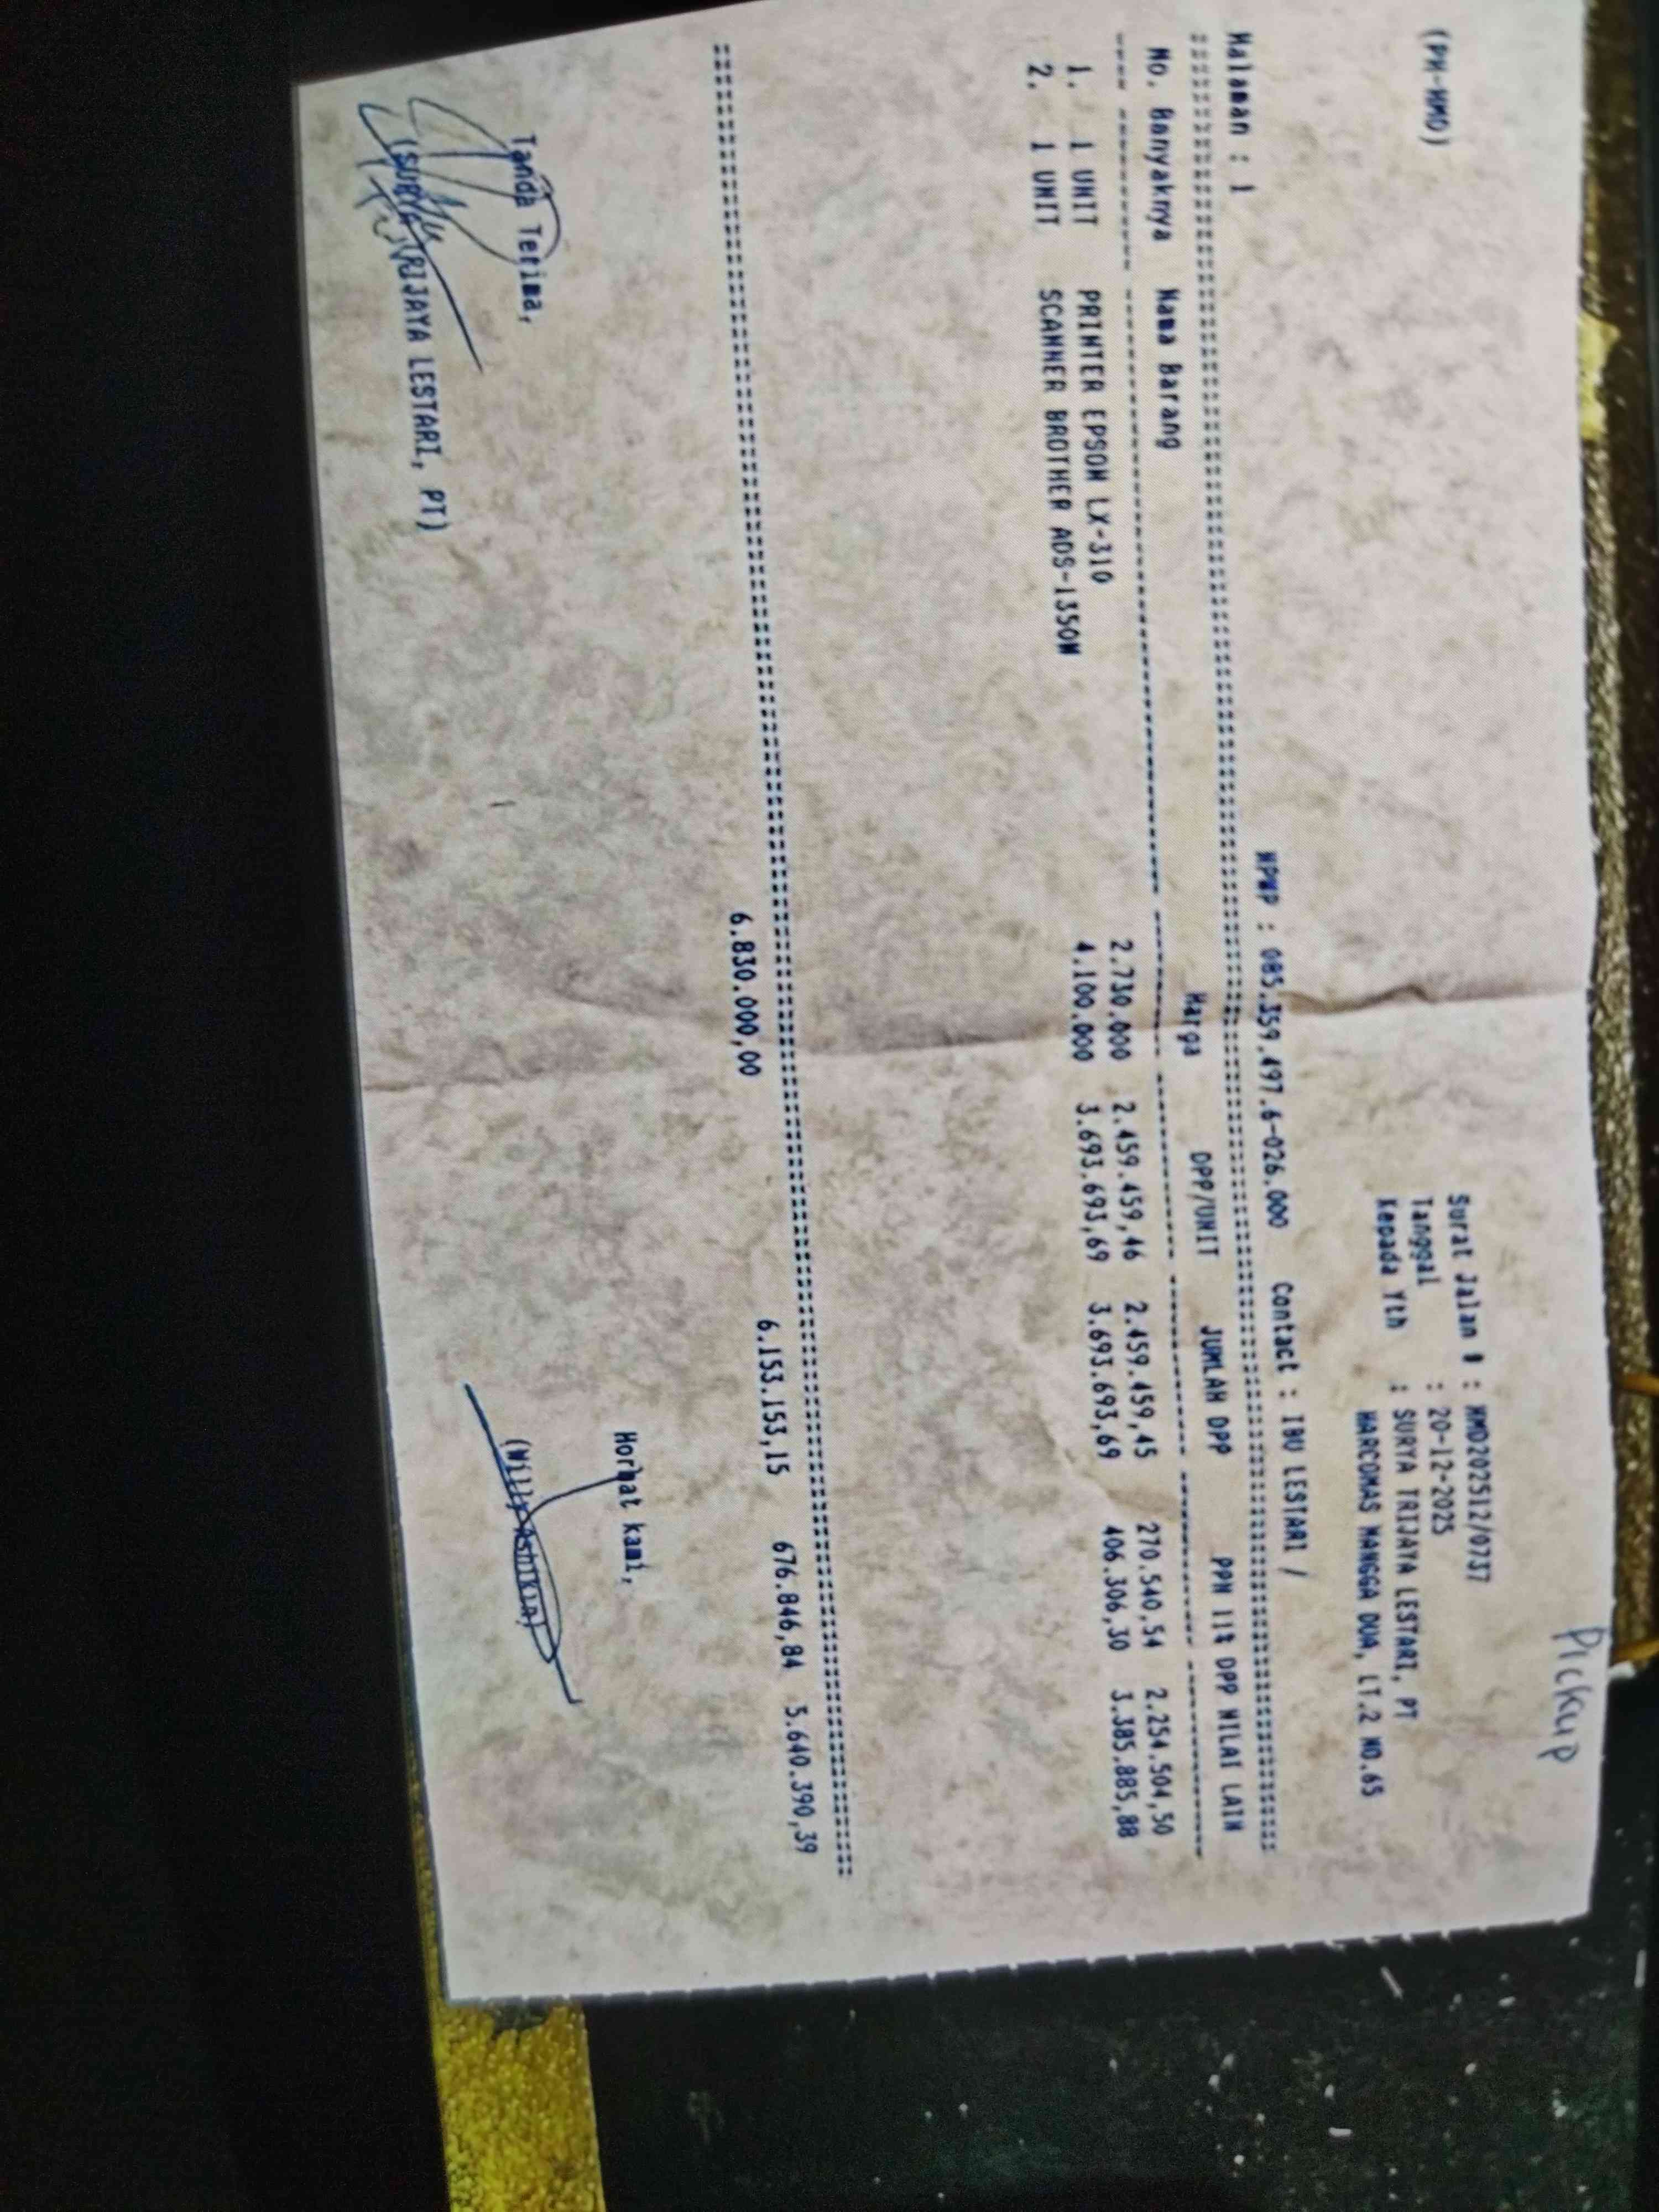 Pickup
(PH-HMD)
Surat Jalan # : HMD202512/0737
Tanggal : 20-12-2025
Kepada Yth : SURYA TRIJAYA LESTARI, PT
HARCOMAS MANGGA DUA, LT.2 NO.65
Halaman : 1 NPWP : 085.359.497.6-026.000 Contact : IBU LESTARI /
No. Banyaknya Nama Barang Harga DPP/UNIT JUMLAH DPP PPN 11% DPP NILAI LAIN
1. 1 UNIT PRINTER EPSON LX-310 2.730.000 2.459.459,46 2.459.459,45 270.540,54 2.254.504,50
2. 1 UNIT SCANNER BROTHER ADS-1350W 4.100.000 3.693.693,69 3.693.693,69 406.306,30 3.385.885,88
6.830.000,00 6.153.153,15 676.846,84 5.640.390,39
Tanda Terima, Hormat kami,
(SURYA TRIJAYA LESTARI, PT) (Willy